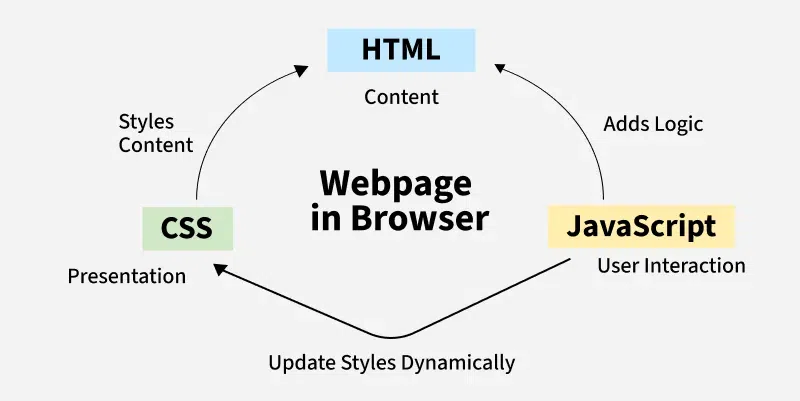 HTML
Content
Styles
Content
Adds Logic
Webpage
in Browser
CSS
JavaScript
Presentation
User Interaction
Update Styles Dynamically